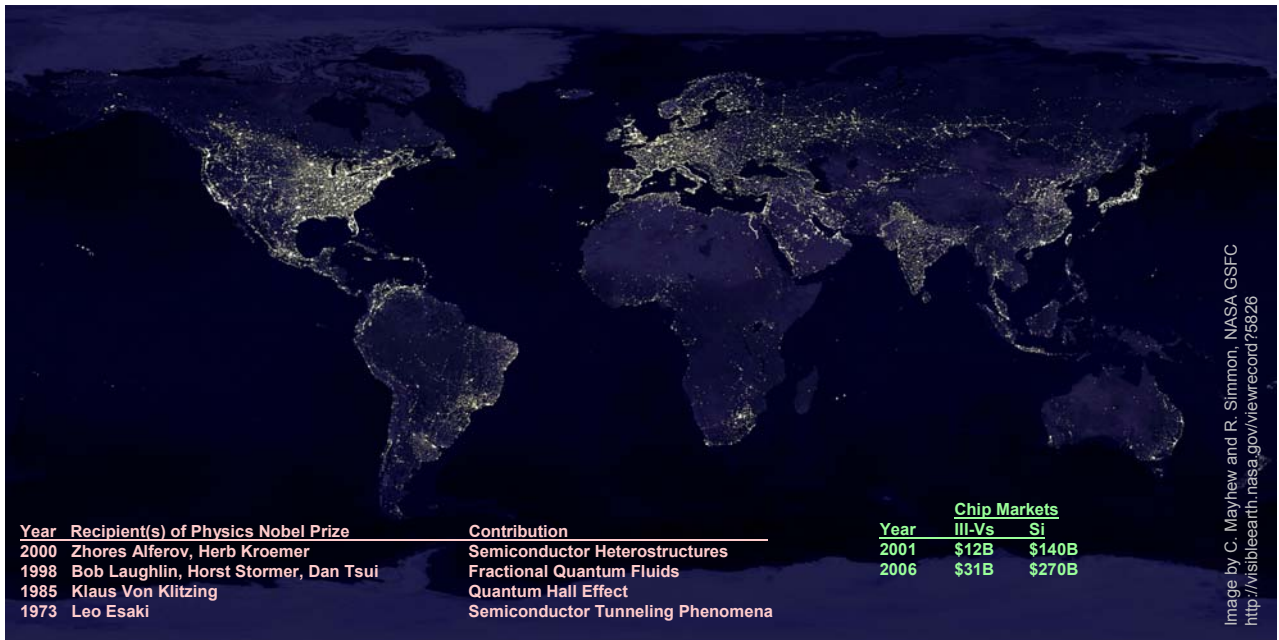 Year Recipient(s) of Physics Nobel Prize Contribution
2000 Zhores Alferov, Herb Kroemer Semiconductor Heterostructures
1998 Bob Laughlin, Horst Stormer, Dan Tsui Fractional Quantum Fluids
1985 Klaus Von Klitzing Quantum Hall Effect
1973 Leo Esaki Semiconductor Tunneling Phenomena
Chip Markets
Year III-Vs Si
2001 $12B $140B
2006 $31B $270B
Image by C. Mayhew and R. Simmon, NASA GSFC
http://visibleearth.nasa.gov/viewrecord?5826